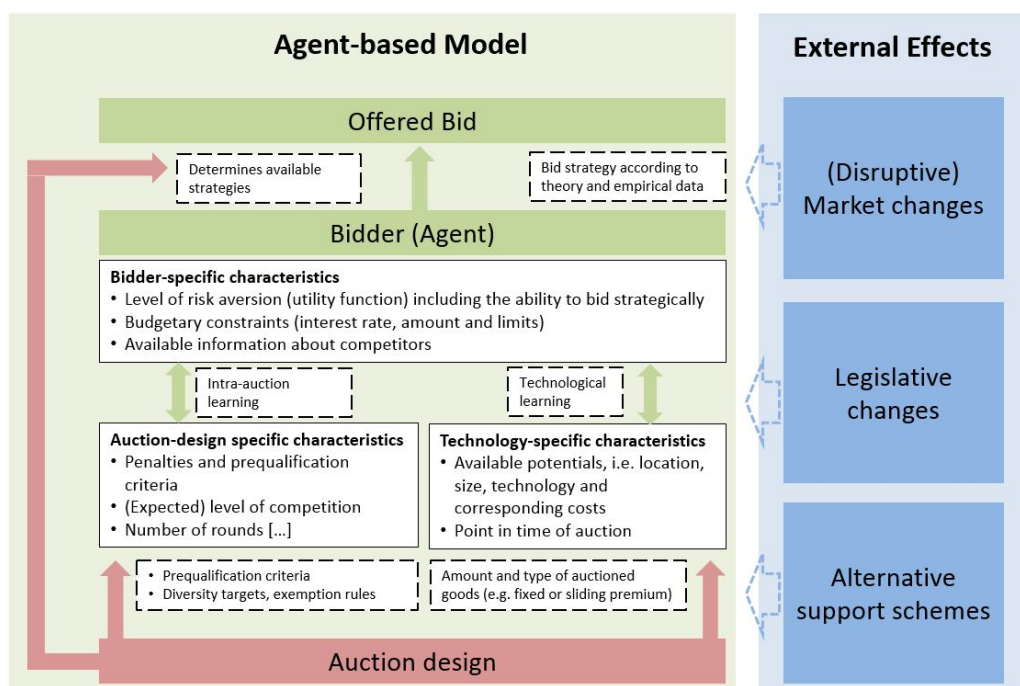 Agent-based Model
External Effects
Offered Bid
Determines available
strategies
Bid strategy according to
theory and empirical data
Bidder (Agent)
Bidder-specific characteristics
• Level of risk aversion (utility function) including the ability to bid strategically
• Budgetary constraints (interest rate, amount and limits)
• Available information about competitors
Intra-auction
learning
Technological
learning
Auction-design specific characteristics
• Penalties and prequalification
criteria
• (Expected) level of competition
• Number of rounds [...]
Technology-specific characteristics
• Available potentials, i.e. location,
size, technology and
corresponding costs
• Point in time of auction
• Prequalification criteria
• Diversity targets, exemption rules
Amount and type of auctioned
goods (e.g. fixed or sliding premium)
Auction design
(Disruptive)
Market changes
Legislative
changes
Alternative
support schemes